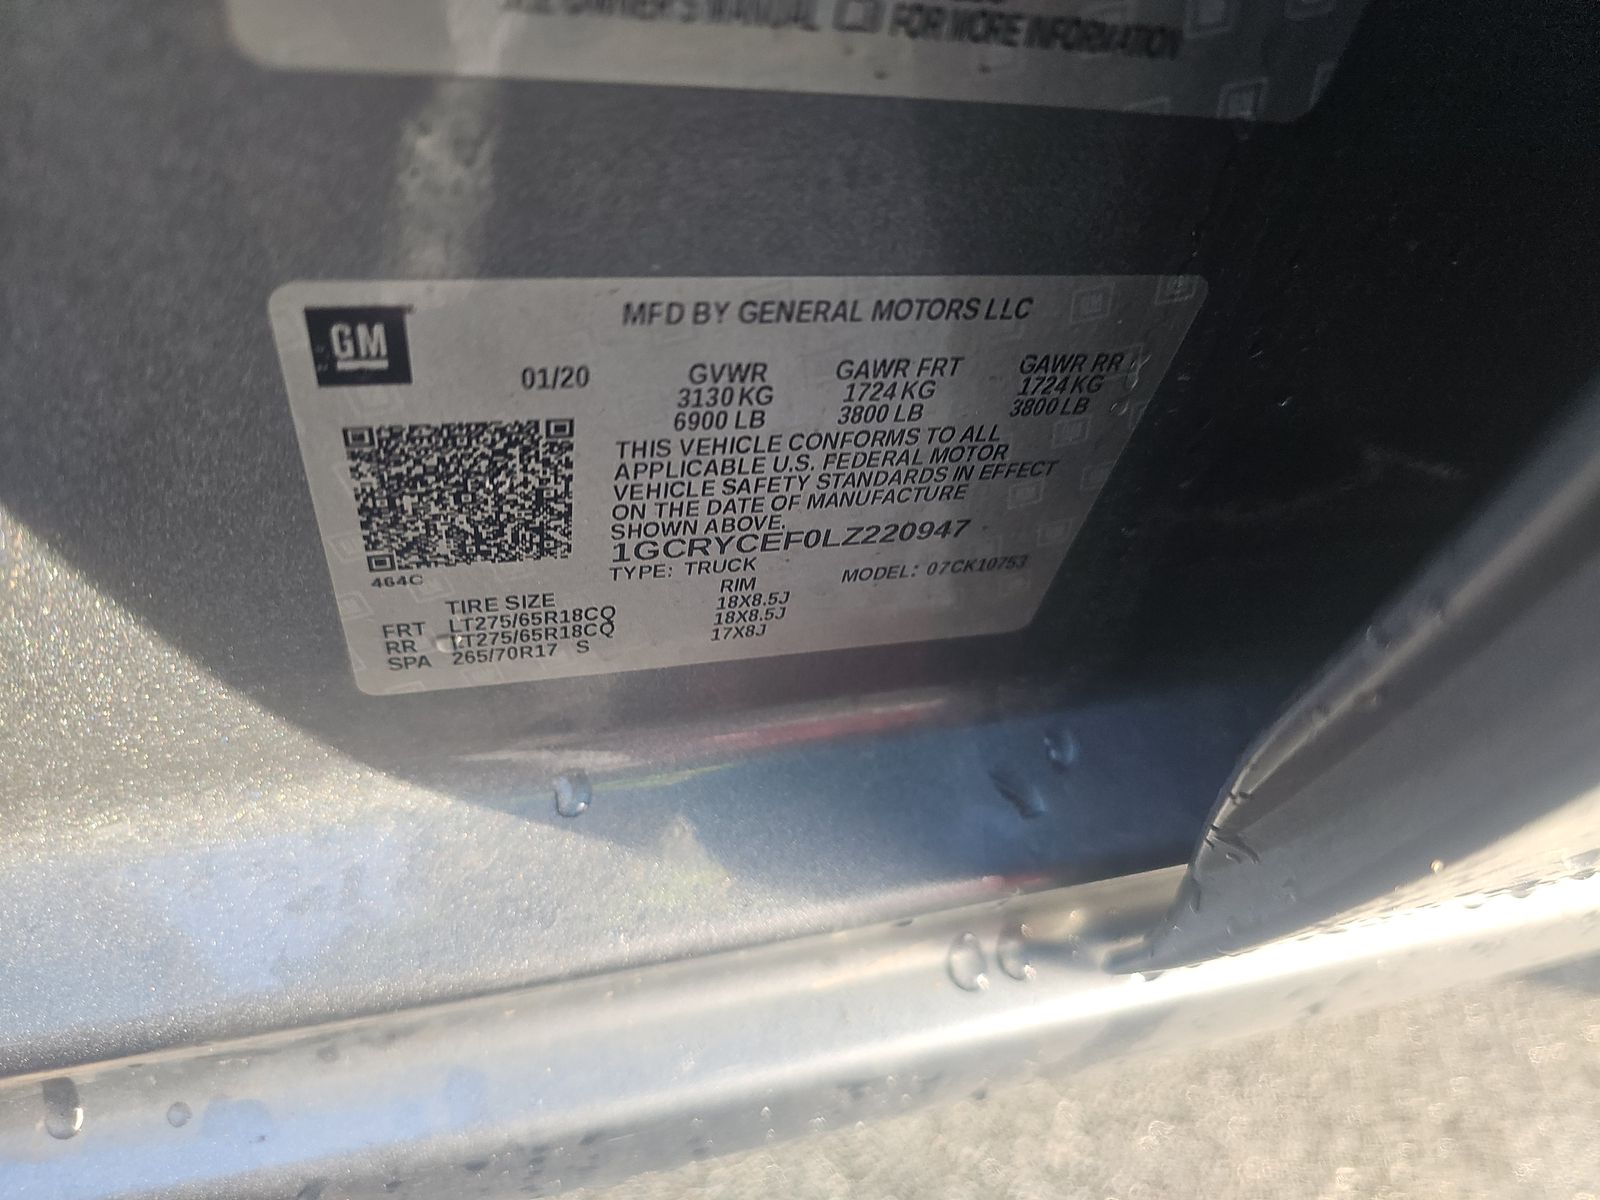 OWNER'S MANUAL FOR MORE INFORMATION
GM
MFD BY GENERAL MOTORS LLC
01/20
GVWR GAWR FRT GAWR RR
3130 KG 1724 KG 1724 KG
6900 LB 3800 LB 3800 LB
THIS VEHICLE CONFORMS TO ALL
APPLICABLE U.S. FEDERAL MOTOR
VEHICLE SAFETY STANDARDS IN EFFECT
ON THE DATE OF MANUFACTURE
SHOWN ABOVE.
1GCRYCEF0LZ220947
TYPE: TRUCK MODEL: 07CK10753
464C
TIRE SIZE RIM
FRT LT275/65R18CQ 18X8.5J
RR LT275/65R18CQ 18X8.5J
SPA 265/70R17 S 17X8J